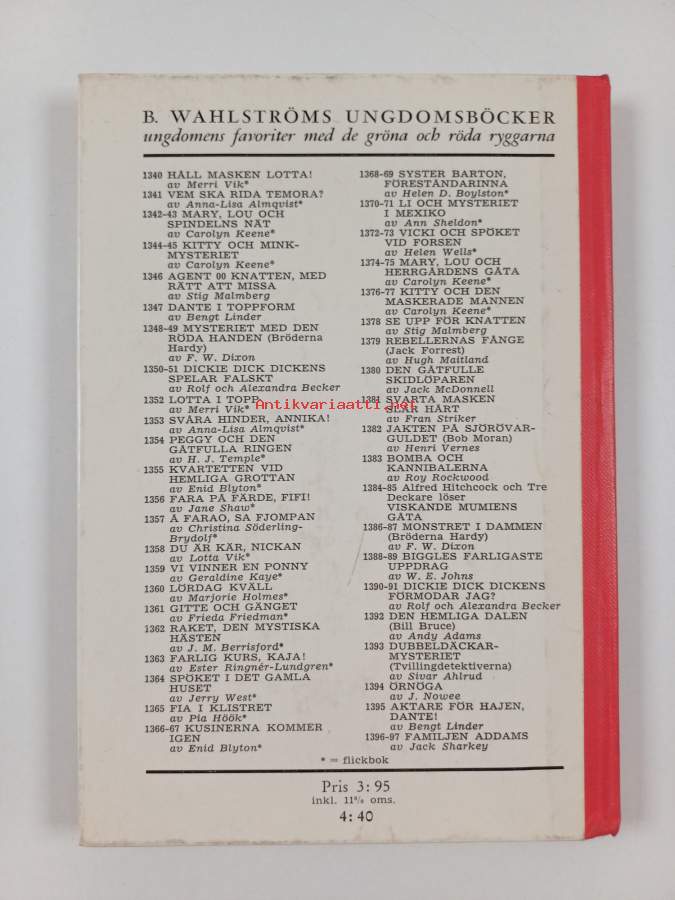 B. WAHLSTRÖMS UNGDOMSBÖCKER
ungdomens favoriter med de gröna och röda ryggarna
1340 HÅLL MASKEN LOTTA!
av Merri Vik*
1341 VEM SKA RIDA TEMORA?
av Anna-Lisa Almqvist*
1342-43 MARY, LOU OCH
SPINDELNS NÄT
av Carolyn Keene*
1344-45 KITTY OCH MINK-
MYSTERIET
av Carolyn Keene*
1346 AGENT 00 KNATTEN, MED
RÄTT ATT MISSA
av Stig Malmberg
1347 DANTE I TOPPFORM
av Bengt Linder
1348-49 MYSTERIET MED DEN
RÖDA HANDEN (Bröderna
Hardy)
av F. W. Dixon
1350-51 DICKIE DICK DICKENS
SPELAR FALSKT
av Rolf och Alexandra Becker
1352 LOTTA I TOPP
av Merri Vik*
1353 SVÅRA HINDER, ANNIKA!
av Anna-Lisa Almqvist*
1354 PEGGY OCH DEN
GÅTFULLA RINGEN
av H. J. Temple*
1355 KVARTETTEN VID
HEMLIGA GROTTAN
av Enid Blyton*
1356 FARA PÅ FÄRDE, FIFI!
av Jane Shaw*
1357 Å FARAO, SA FJOMPAN
av Christina Söderling-
Brydolf*
1358 DU ÄR KÄR, NICKAN
av Lotta Vik*
1359 VI VINNER EN PONNY
av Geraldine Kaye*
1360 LÖRDAG KVÄLL
av Marjorie Holmes*
1361 GITTE OCH GÄNGET
av Frieda Friedman*
1362 RAKET, DEN MYSTISKA
HÄSTEN
av J. M. Berrisford*
1363 FARLIG KURS, KAJA!
av Ester Ringnér-Lundgren*
1364 SPÖKET I DET GAMLA
HUSET
av Jerry West*
1365 FIA I KLISTRET
av Pia Höök*
1366-67 KUSINERNA KOMMER
IGEN
av Enid Blyton*
1368-69 SYSTER BARTON,
FÖRESTÅNDARINNA
av Helen D. Boylston*
1370-71 LI OCH MYSTERIET
I MEXIKO
av Ann Sheldon*
1372-73 VICKI OCH SPÖKET
VID FORSEN
av Helen Wells*
1374-75 MARY, LOU OCH
HERRGÅRDENS GÅTA
av Carolyn Keene*
1376-77 KITTY OCH DEN
MASKERADE MANNEN
av Carolyn Keene*
1378 SE UPP FÖR KNATTEN
av Stig Malmberg
1379 REBELLERNAS FÅNGE
(Jack Forrest)
av Hugh Maitland
1380 DEN GÅTFULLE
SKIDLÖPAREN
av Jack McDonnell
1381 SVARTA MASKEN
SLÅR HÅRT
av Fran Striker
1382 JAKTEN PÅ SJÖRÖVAR-
GULDET (Bob Moran)
av Henri Vernes
1383 BOMBA OCH
KANNIBALERNA
av Roy Rockwood
1384-85 Alfred Hitchcock och Tre
Deckare löser
VISKANDE MUMIENS
GÅTA
1386-87 MONSTRET I DAMMEN
(Bröderna Hardy)
av F. W. Dixon
1388-89 BIGGLES FARLIGASTE
UPPDRAG
av W. E. Johns
1390-91 DICKIE DICK DICKENS
FÖRMODAR JAG?
av Rolf och Alexandra Becker
1392 DEN HEMLIGA DALEN
(Bill Bruce)
av Andy Adams
1393 DUBBELDÄCKAR-
MYSTERIET
(Tvillingdetektiverna)
av Sivar Ahlrud
1394 ÖRNÖGA
av J. Nowee
1395 AKTARE FÖR HAJEN,
DANTE!
av Bengt Linder
1396-97 FAMILJEN ADDAMS
av Jack Sharkey
* = flickbok
Pris 3:95
inkl. 11% oms.
4:40
Antikvariaatti.net